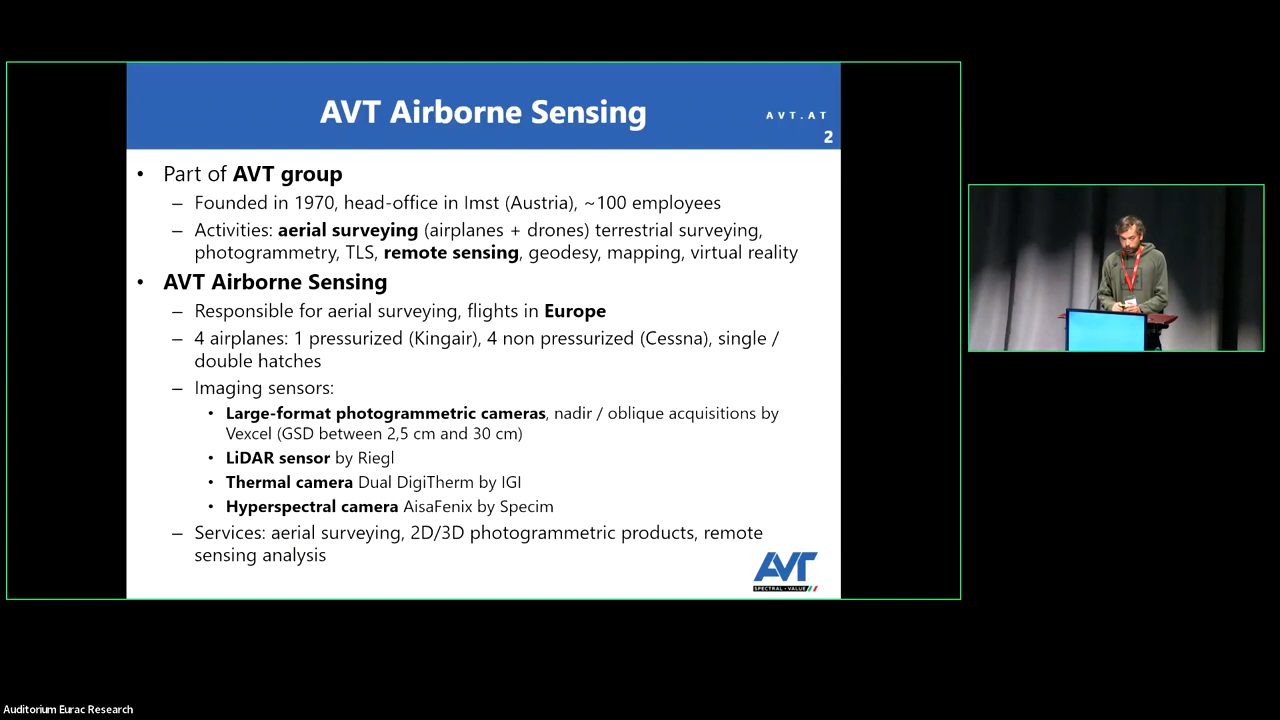 AVT Airborne Sensing
AVT.AT
2
• Part of AVT group
– Founded in 1970, head-office in Imst (Austria), ~100 employees
– Activities: aerial surveying (airplanes + drones) terrestrial surveying,
photogrammetry, TLS, remote sensing, geodesy, mapping, virtual reality
• AVT Airborne Sensing
– Responsible for aerial surveying, flights in Europe
– 4 airplanes: 1 pressurized (Kingair), 4 non pressurized (Cessna), single /
double hatches
– Imaging sensors:
• Large-format photogrammetric cameras, nadir / oblique acquisitions by
Vexcel (GSD between 2,5 cm and 30 cm)
• LiDAR sensor by Riegl
• Thermal camera Dual DigiTherm by IGI
• Hyperspectral camera AisaFenix by Specim
– Services: aerial surveying, 2D/3D photogrammetric products, remote
sensing analysis
AVT
SPECTRAL • VALUE
Auditorium Eurac Research